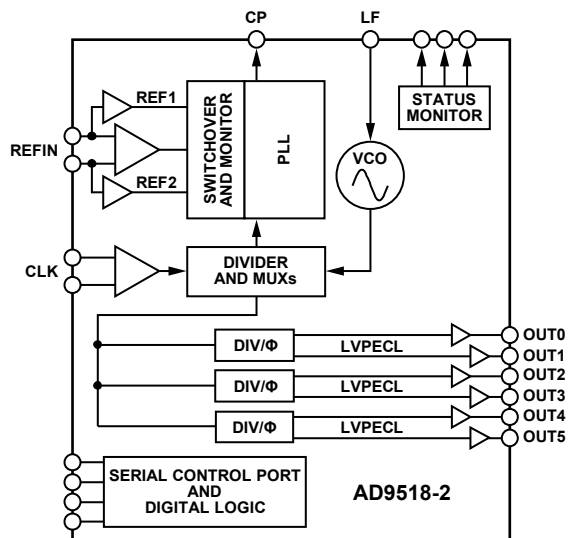 CP
LF
REF1
REFIN
REF2
SWITCHOVER
AND MONITOR
PLL
STATUS
MONITOR
VCO
CLK
DIVIDER
AND MUXs
DIV/Φ
LVPECL
OUT0
OUT1
DIV/Φ
LVPECL
OUT2
OUT3
DIV/Φ
LVPECL
OUT4
OUT5
SERIAL CONTROL PORT
AND
DIGITAL LOGIC
AD9518-2